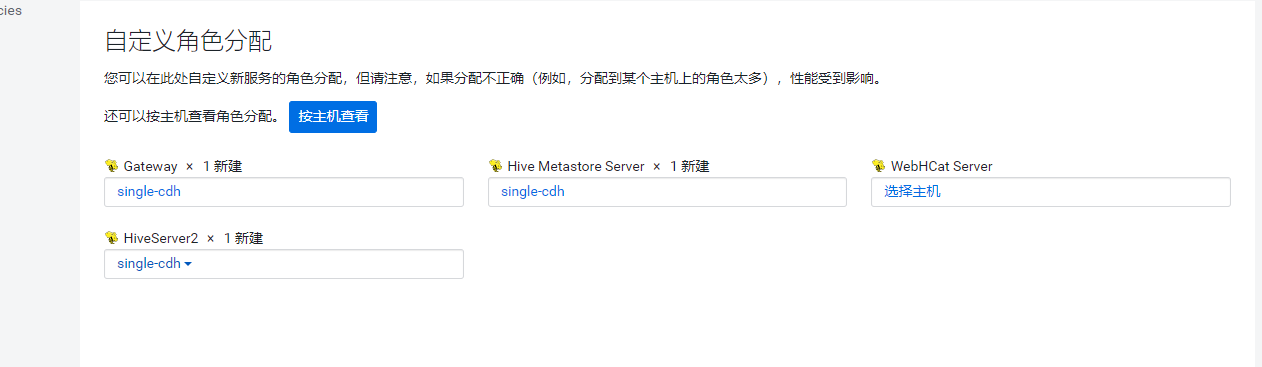 cies
自定义角色分配
您可以在此处自定义新服务的角色分配，但请注意，如果分配不正确（例如，分配到某个主机上的角色太多），性能受到影响。
还可以按主机查看角色分配。 按主机查看
Gateway × 1 新建 Hive Metastore Server × 1 新建 WebHCat Server
single-cdh single-cdh 选择主机
HiveServer2 × 1 新建
single-cdh